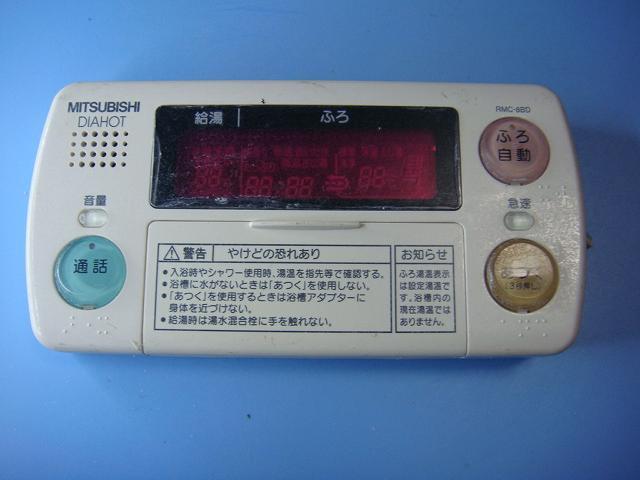 MITSUBISHI
DIAHOT
給湯
ふろ
RMC-8BD
ふろ
自動
音量
急速
通話
(3秒押し)
警告
やけどの恐れあり
お知らせ
●入浴時やシャワー使用時、湯温を指先等で確認する。
●浴槽に水がないときは「あつく」を使用しない。
●「あつく」を使用するときは浴槽アダプターに
身体を近づけない。
●給湯時は湯水混合栓に手を触れない。
ふろ湯温表示
は設定湯温で
す。浴槽内の
現在湯温では
ありません。